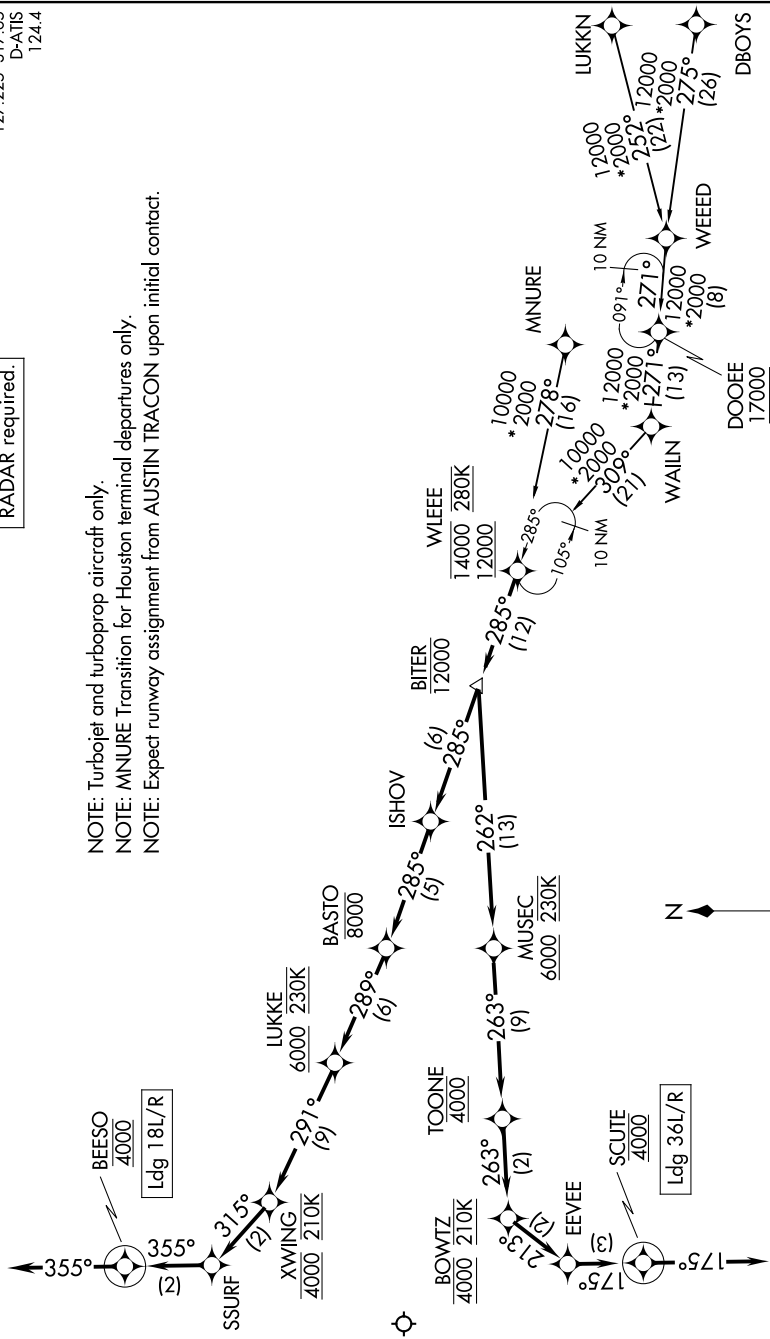 127.225 317.65
D-ATIS
124.4
RADAR required.
NOTE: Turbojet and turboprop aircraft only.
NOTE: MNURE Transition for Houston terminal departures only.
NOTE: Expect runway assignment from AUSTIN TRACON upon initial contact.
LUKKN
12000
*2000
252°
(22)
DBOYS
12000
*2000
275°
(26)
WEEED
10 NM
091°
271°
12000
*2000
(8)
DOOEE
17000
12000
*2000
271°
(13)
WAILN
10000
*2000
309°
(21)
MNURE
10000
*2000
278°
(16)
WLEEE
14000 280K
12000
285°
105°
10 NM
285°
(12)
BITER
12000
285°
(6)
ISHOV
285°
(5)
BASTO
8000
289°
(6)
LUKKE
6000 230K
291°
(9)
XWING
4000 210K
315°
(2)
SSURF
355°
(2)
BEESO
4000
Ldg 18L/R
355°
262°
(13)
MUSEC
6000 230K
263°
(9)
TOONE
4000
263°
(2)
BOWTZ
4000 210K
213°
(2)
EEVEE
175°
(3)
SCUTE
4000
Ldg 36L/R
175°
N